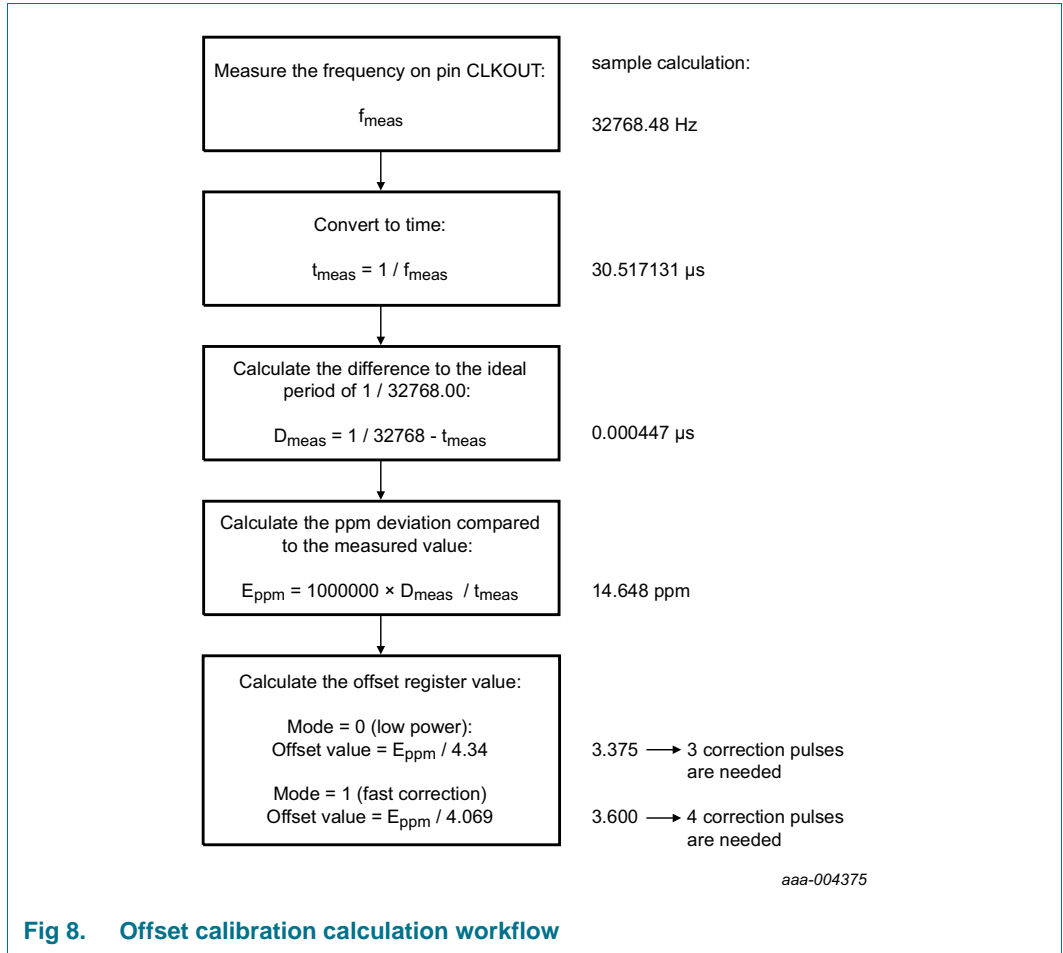 Measure the frequency on pin CLKOUT:
fmeas
sample calculation:
32768.48 Hz
Convert to time:
tmeas = 1 / fmeas
30.517131 µs
Calculate the difference to the ideal
period of 1 / 32768.00:
Dmeas = 1 / 32768 - tmeas
0.000447 µs
Calculate the ppm deviation compared
to the measured value:
Eppm = 1000000 × Dmeas / tmeas
14.648 ppm
Calculate the offset register value:
Mode = 0 (low power):
Offset value = Eppm / 4.34
3.375 → 3 correction pulses
are needed
Mode = 1 (fast correction)
Offset value = Eppm / 4.069
3.600 → 4 correction pulses
are needed
aaa-004375
Fig 8. Offset calibration calculation workflow